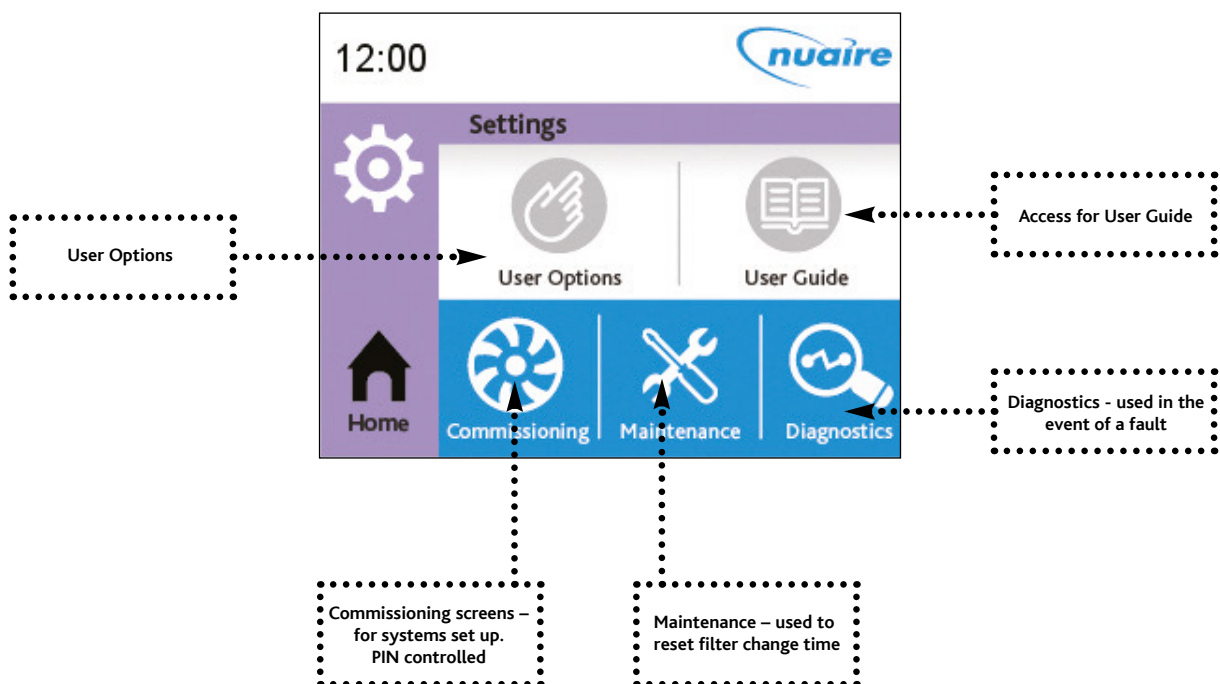 12:00
nuaire
Settings
User Options
User Guide
Home
Commissioning
Maintenance
Diagnostics
User Options
Access for User Guide
Diagnostics - used in the
event of a fault
Commissioning screens –
for systems set up.
PIN controlled
Maintenance – used to
reset filter change time